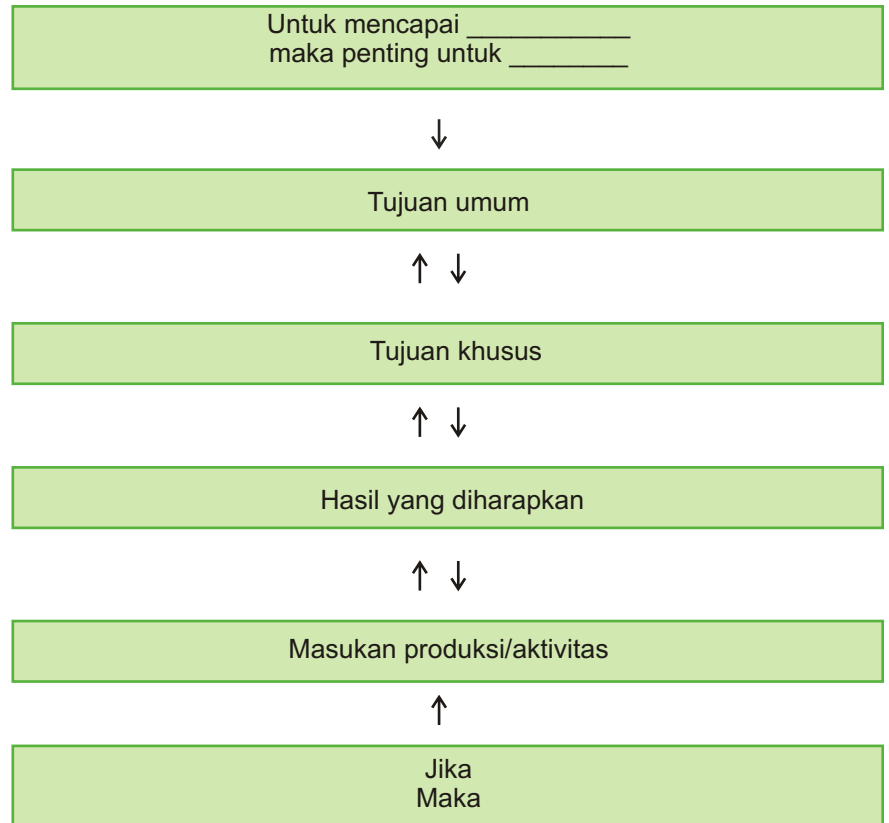 Untuk mencapai ___________
maka penting untuk ________
Tujuan umum
Tujuan khusus
Hasil yang diharapkan
Masukan produksi/aktivitas
Jika
Maka